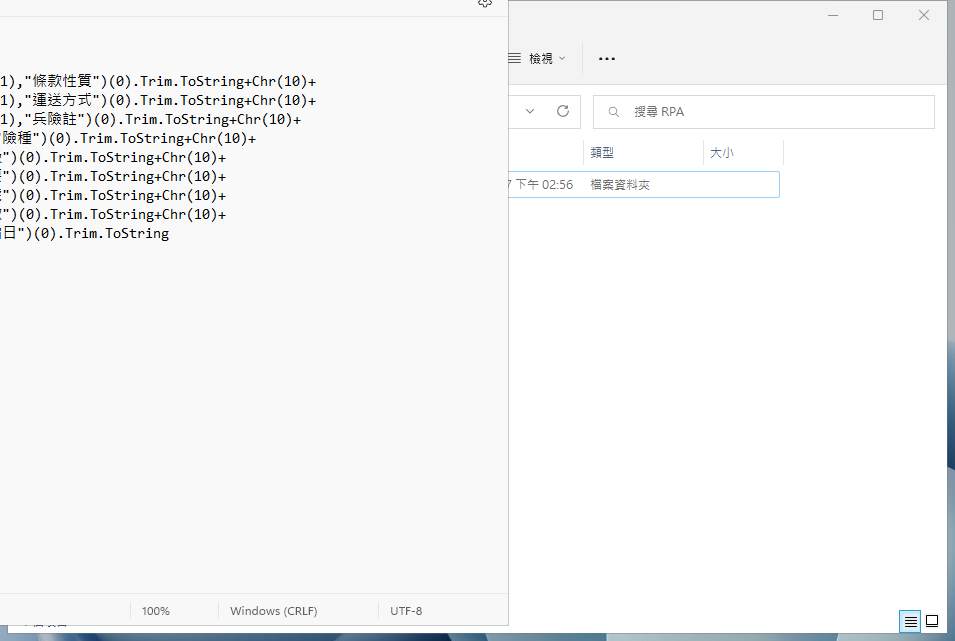 1),"條款性質")(0).Trim.ToString+Chr(10)+
1),"運送方式")(0).Trim.ToString+Chr(10)+
1),"兵險註")(0).Trim.ToString+Chr(10)+
險種")(0).Trim.ToString+Chr(10)+
")(0).Trim.ToString+Chr(10)+
")(0).Trim.ToString+Chr(10)+
")(0).Trim.ToString+Chr(10)+
")(0).Trim.ToString+Chr(10)+
日")(0).Trim.ToString
100%
Windows (CRLF)
UTF-8
檢視
搜尋 RPA
類型
大小
下午 02:56
檔案資料夾